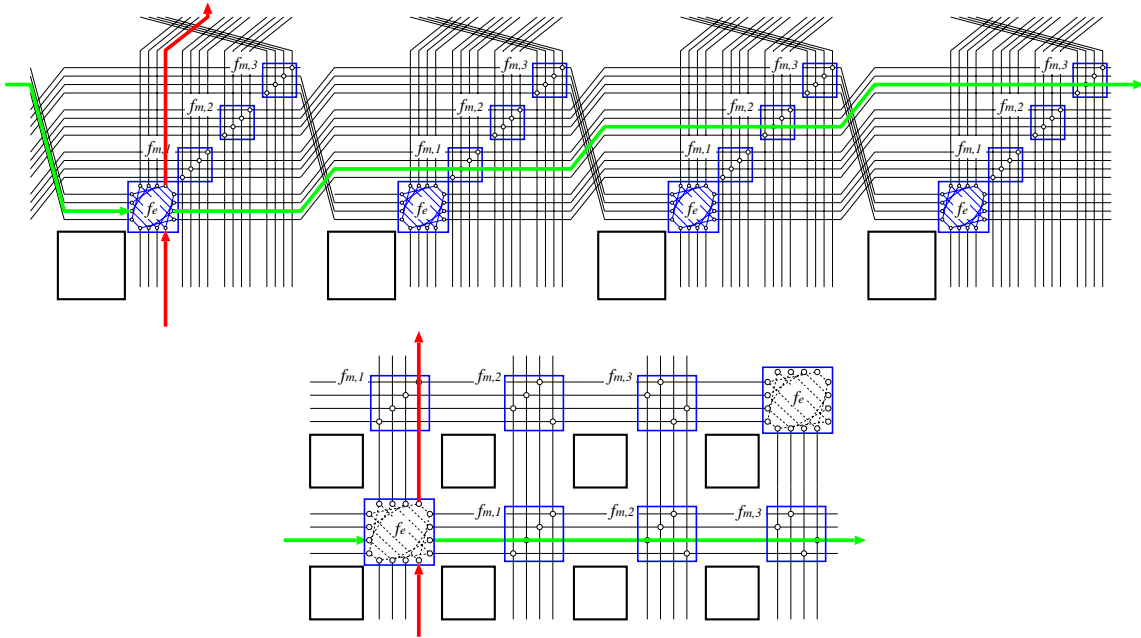 fm,3 fm,3 fm,3 fm,3
fm,2 fm,2 fm,2 fm,2
fm,1 fm,1 fm,1 fm,1
fe fe fe fe
fm,1 fm,2 fm,3 fe
fe fm,1 fm,2 fm,3